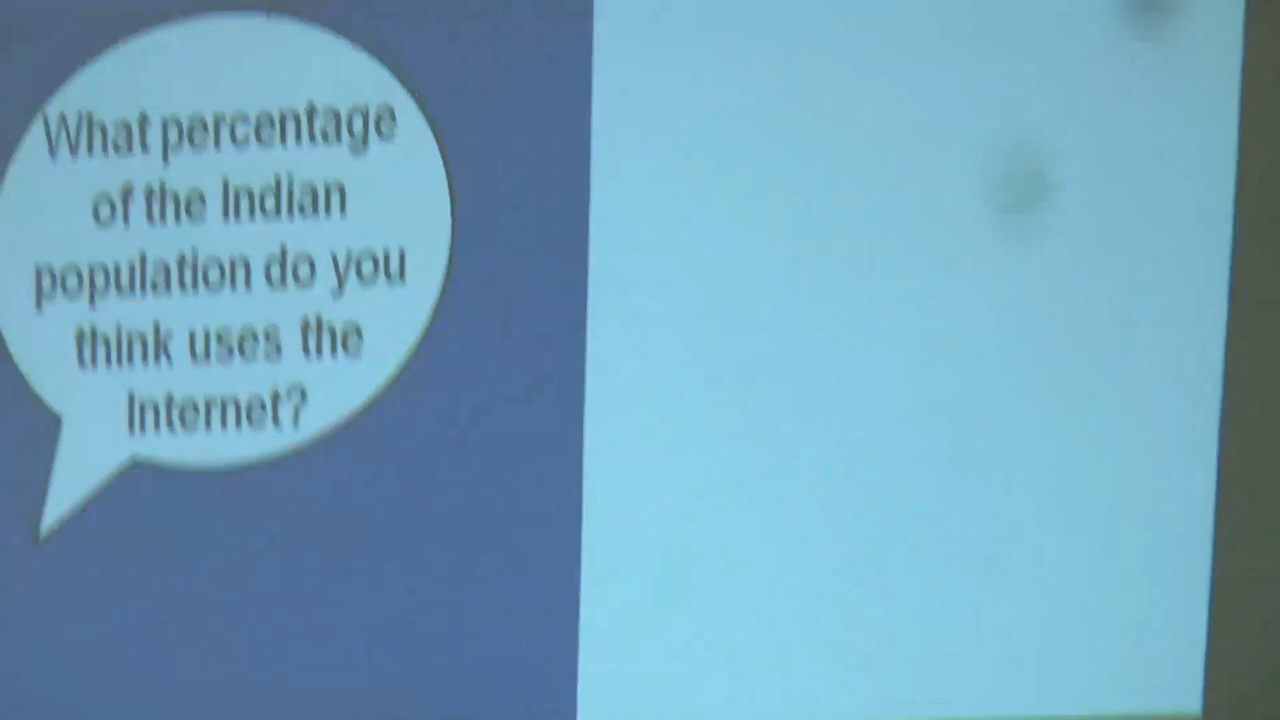 What percentage
of the Indian
population do you
think uses the
Internet?